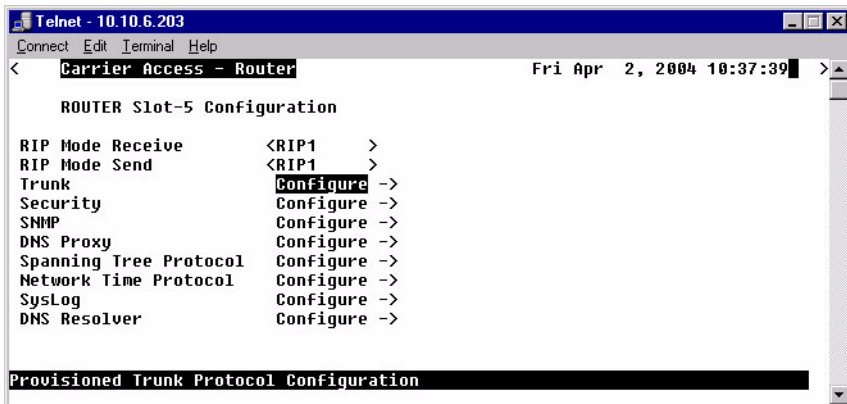 Telnet - 10.10.6.203
Connect Edit Terminal Help
< Carrier Access - Router Fri Apr 2, 2004 10:37:39 >
ROUTER Slot-5 Configuration
RIP Mode Receive <RIP1 >
RIP Mode Send <RIP1 >
Trunk Configure ->
Security Configure ->
SNMP Configure ->
DNS Proxy Configure ->
Spanning Tree Protocol Configure ->
Network Time Protocol Configure ->
SysLog Configure ->
DNS Resolver Configure ->
Provisioned Trunk Protocol Configuration